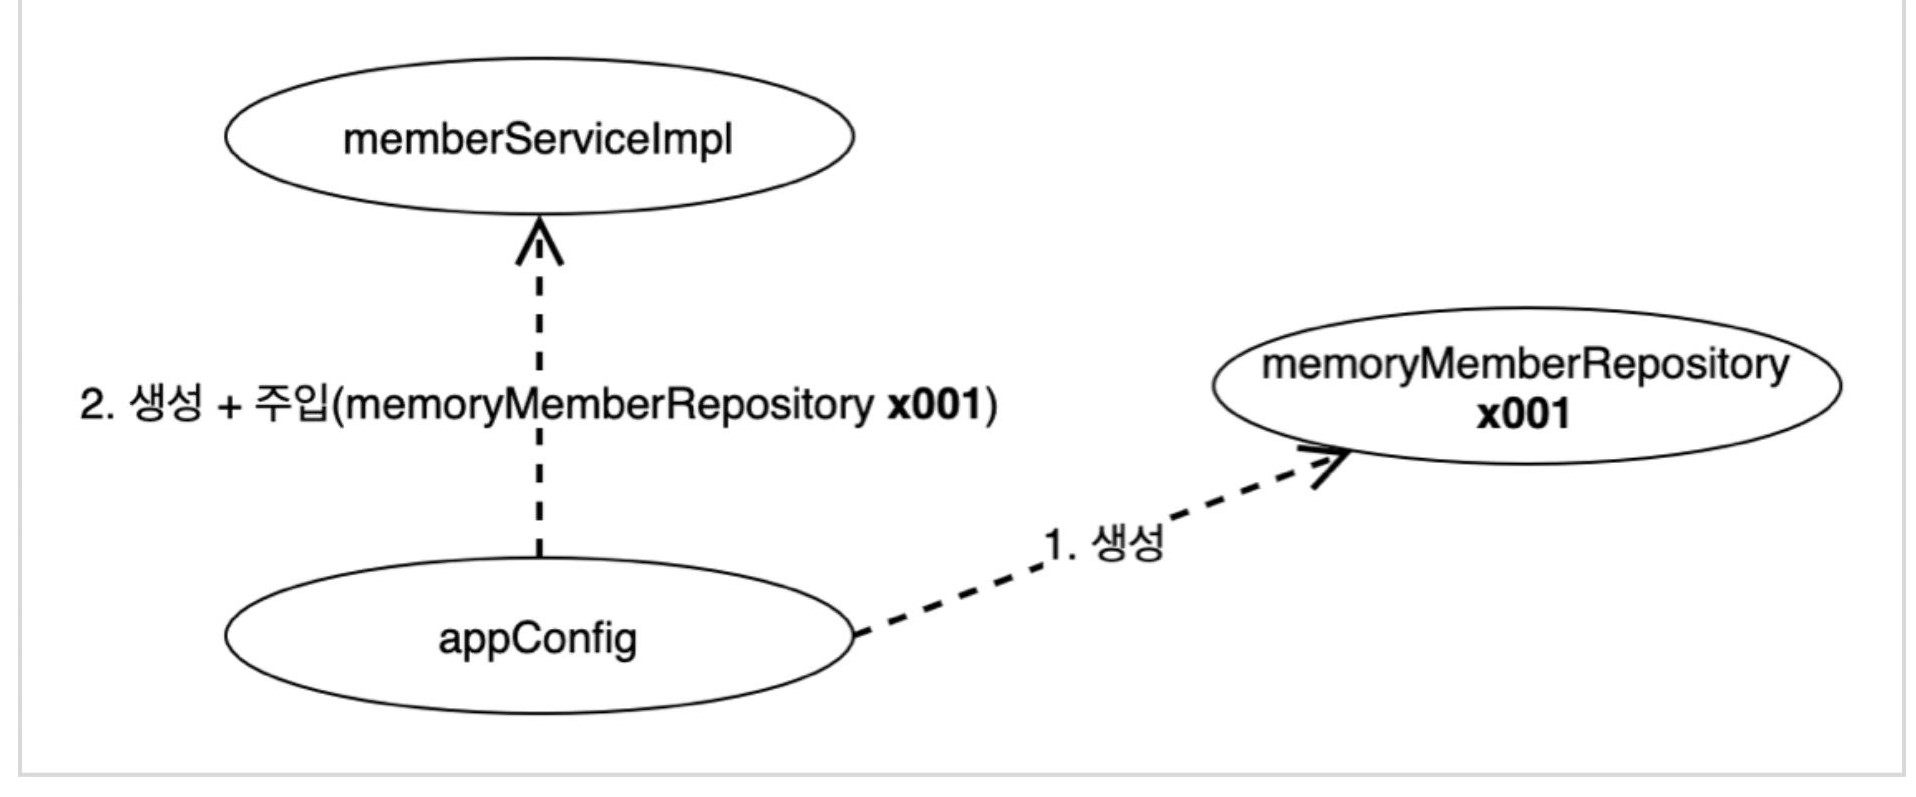 memberServiceImpl
memoryMemberRepository
x001
2. 생성 + 주입(memoryMemberRepository x001)
1. 생성
appConfig